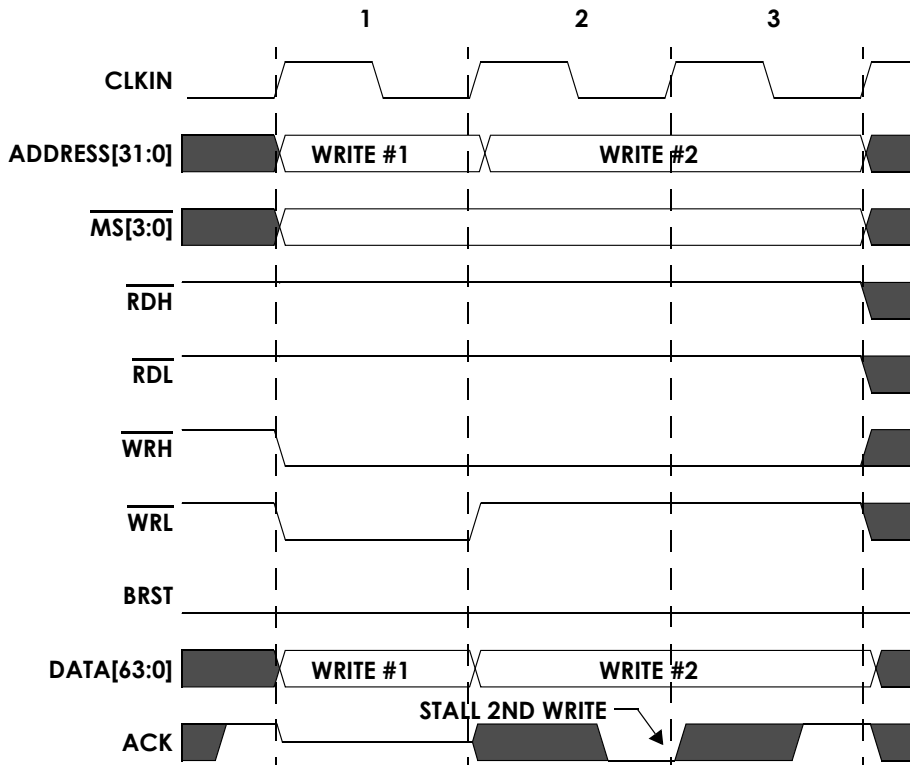 1 2 3
CLKIN
ADDRESS[31:0] WRITE #1 WRITE #2
MS[3:0]
RDH
RDL
WRH
WRL
BRST
DATA[63:0] WRITE #1 WRITE #2
STALL 2ND WRITE
ACK